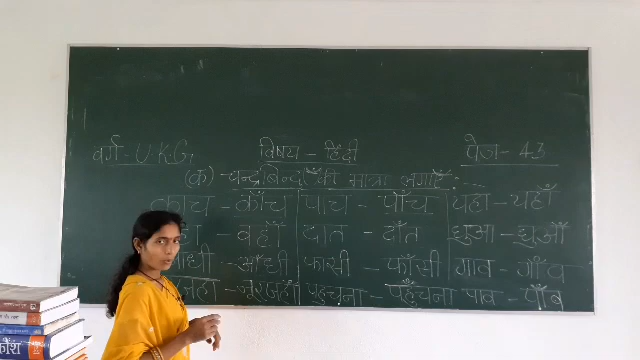 वर्ग - U.K.G. विषय - हिंदी पेज - 43
(क) - चन्द्रबिन्दु ँ की मात्रा लगाएँ :-
काच - काँच पाच - पाँच यहा - यहाँ
वहाँ दात - दाँत धुआ - धुआँ
आँधी फासी - फाँसी गाव - गाँव
पहुचना - पहुँचना पाव - पाँव